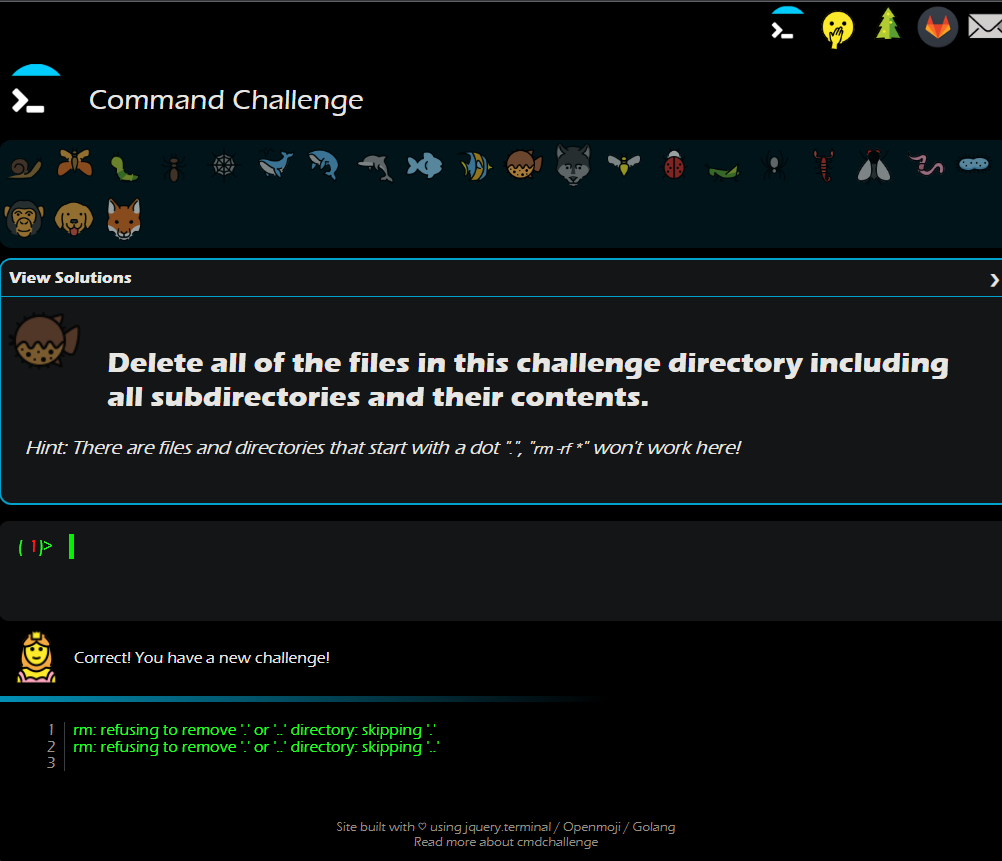 Command Challenge
View Solutions
Delete all of the files in this challenge directory including
all subdirectories and their contents.
Hint: There are files and directories that start with a dot ".", "rm -rf *" won't work here!
( 1)>
Correct! You have a new challenge!
1 rm: refusing to remove '.' or '..' directory: skipping '.'
2 rm: refusing to remove '.' or '..' directory: skipping '..'
3
Site built with ♡ using jquery.terminal / Openmoji / Golang
Read more about cmdchallenge